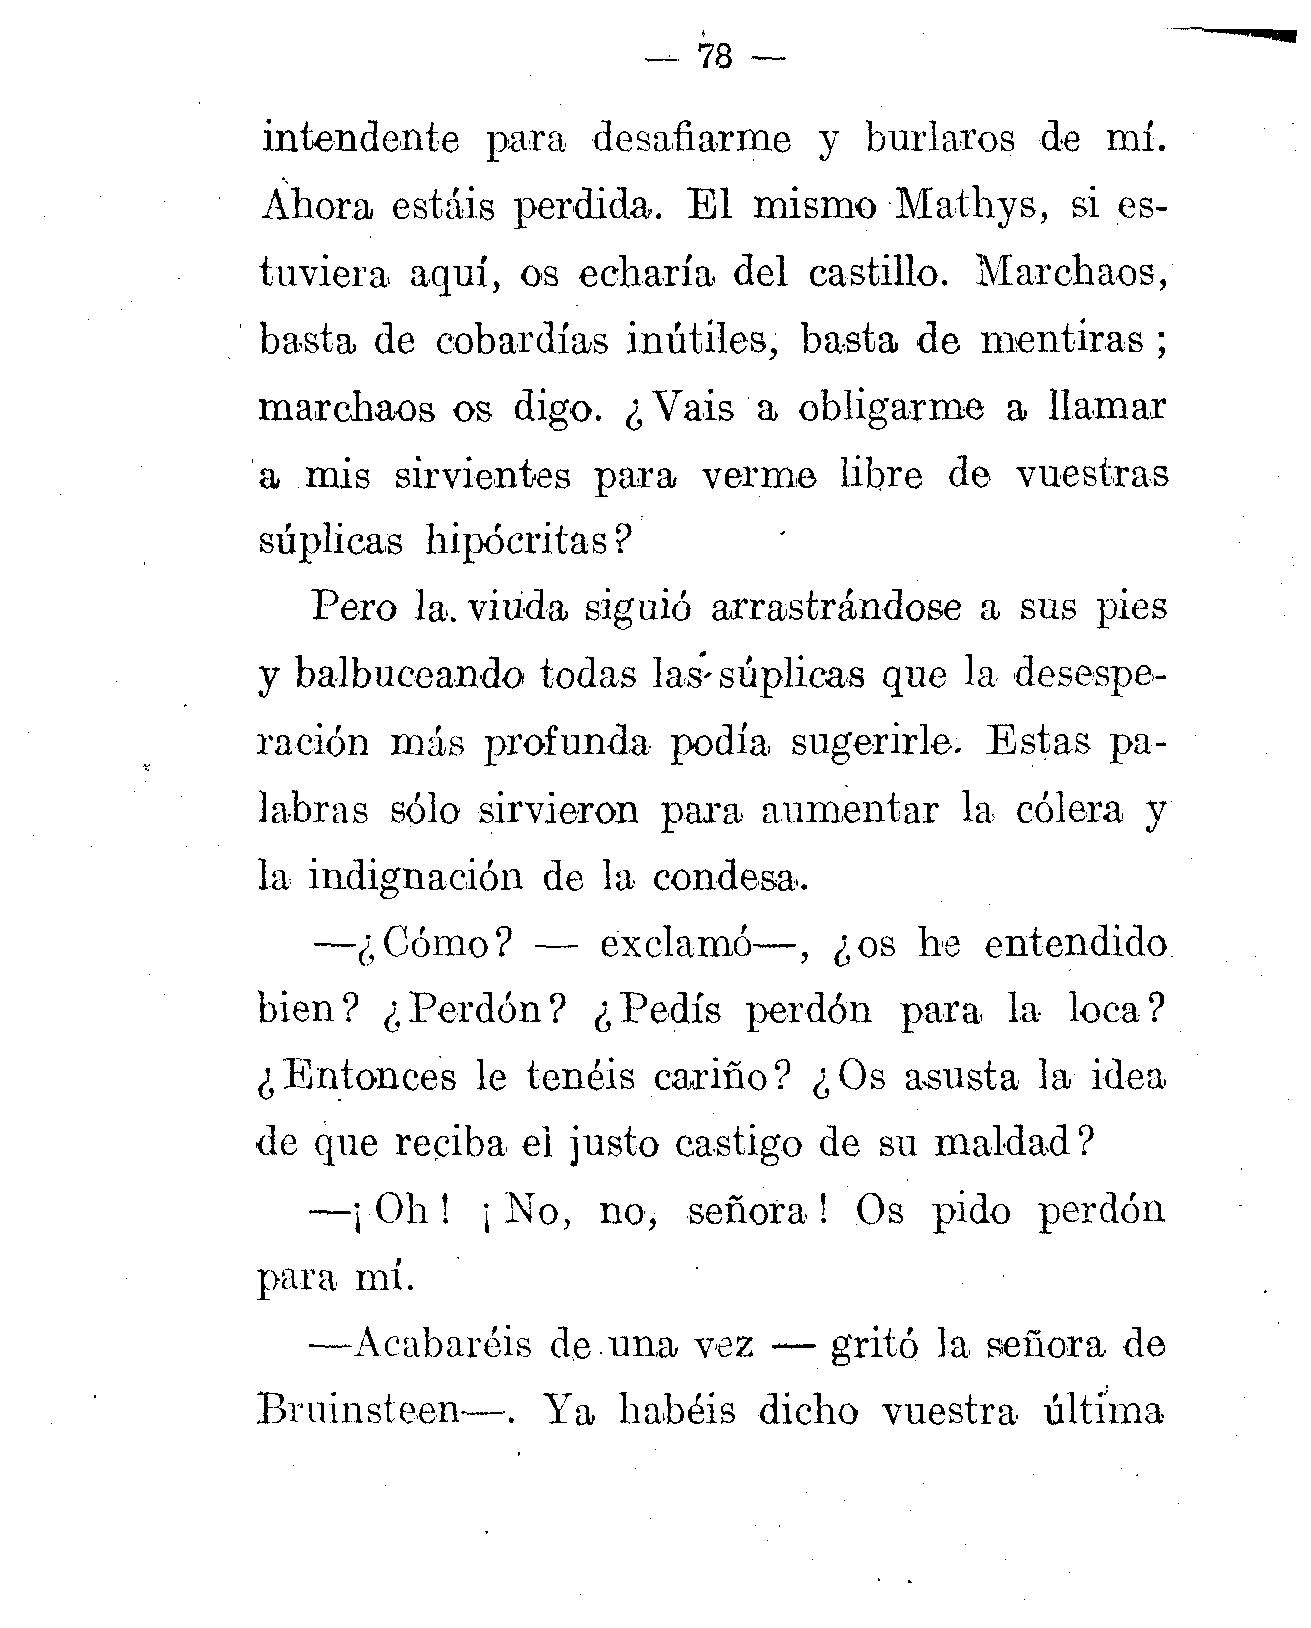 — 78 —
intendente para desafiarme y burlaros de mí.
Ahora estáis perdida. El mismo Mathys, si es-
tuviera aquí, os echaría del castillo. Marchaos,
basta de cobardías inútiles, basta de mentiras;
marchaos os digo. ¿Vais a obligarme a llamar
a mis sirvientes para verme libre de vuestras
súplicas hipócritas?
Pero la viuda siguió arrastrándose a sus pies
y balbuceando todas las súplicas que la desespe-
ración más profunda podía sugerirle. Estas pa-
labras sólo sirvieron para aumentar la cólera y
la indignación de la condesa.
—¿Cómo? — exclamó—, ¿os he entendido
bien? ¿Perdón? ¿Pedís perdón para la loca?
¿Entonces le tenéis cariño? ¿Os asusta la idea
de que reciba el justo castigo de su maldad?
—¡Oh! ¡No, no, señora! Os pido perdón
para mí.
—Acabaréis de una vez — gritó la señora de
Bruinsteen—. Ya habéis dicho vuestra última